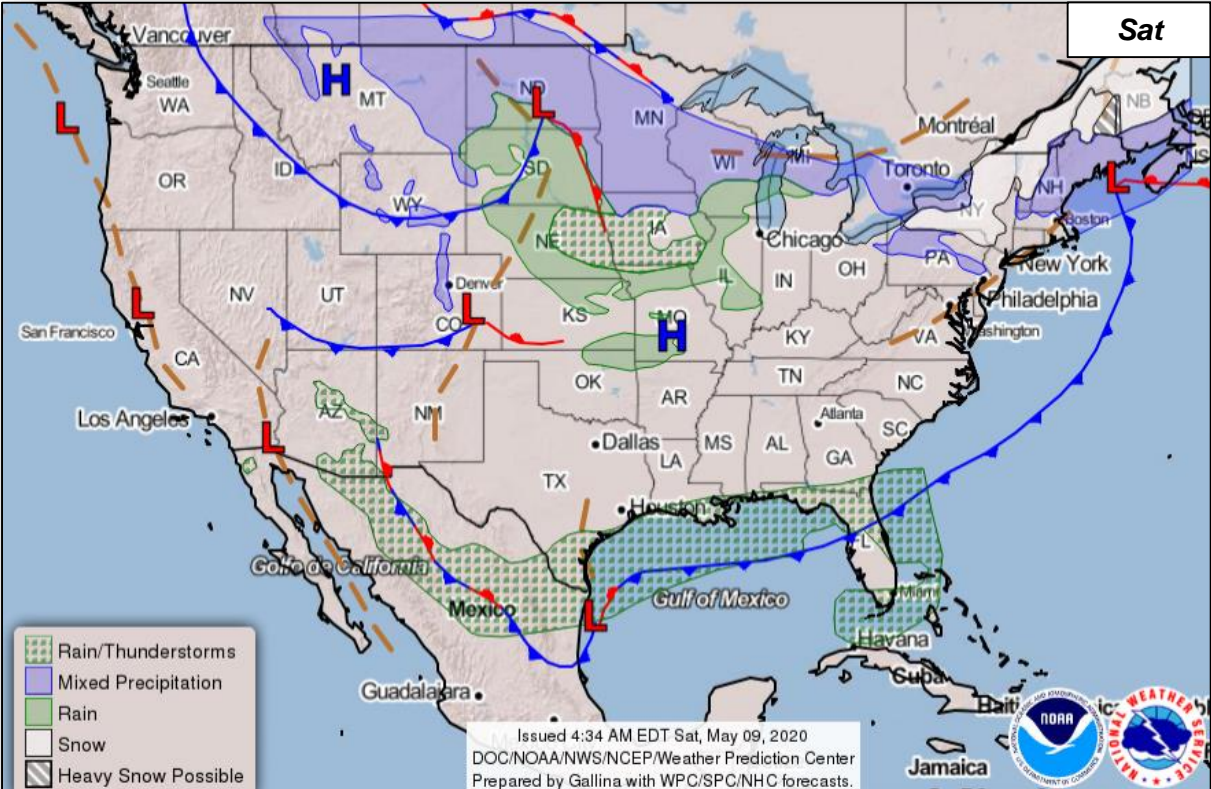 Sat
Vancouver
Seattle
WA
MT
ND
MN
NB
Montréal
OR
ID
SD
WI
MI
Toronto
NH
NS
WY
NY
Boston
NE
IA
Chicago
PA
New York
NV
UT
Denver
IL
IN
OH
Philadelphia
San Francisco
CO
KS
MO
VA
Washington
CA
KY
OK
TN
NC
Los Angeles
AZ
NM
AR
Atlanta
SC
Dallas
MS
AL
GA
TX
LA
Houston
FL
Golfo de California
Mexico
Gulf of Mexico
Miami
Havana
Cuba
Guadalajara
Jamaica
H
H
L
L
L
L
L
L
L
Rain/Thunderstorms
Mixed Precipitation
Rain
Snow
Heavy Snow Possible
Issued 4:34 AM EDT Sat, May 09, 2020
DOC/NOAA/NWS/NCEP/Weather Prediction Center
Prepared by Gallina with WPC/SPC/NHC forecasts.
NOAA
NATIONAL WEATHER SERVICE